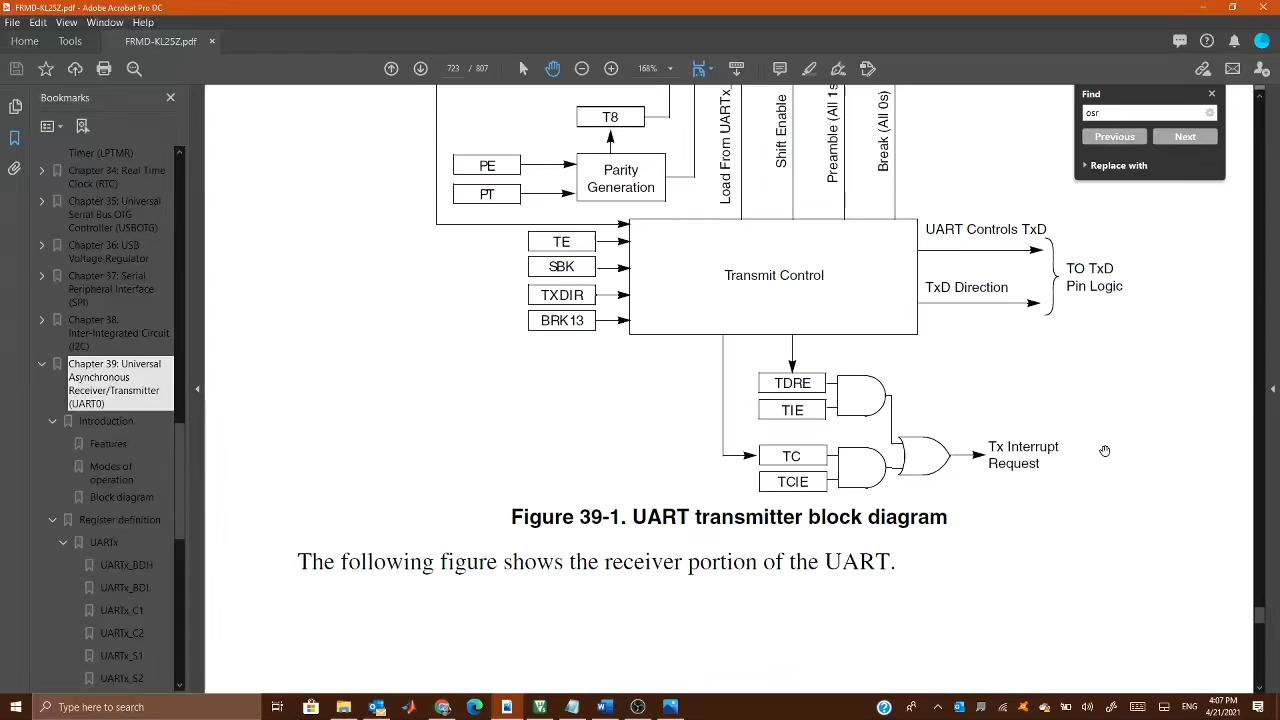 FRMD-KL25Z.pdf - Adobe Acrobat Pro DC
File Edit View Window Help
Home Tools FRMD-KL25Z.pdf
723 / 807 168%
Bookmarks
Timer (LPTMR)
Chapter 34: Real Time
Clock (RTC)
Chapter 35: Universal
Serial Bus OTG
Controller (USBOTG)
Chapter 36: USB
Voltage Regulator
Chapter 37: Serial
Peripheral Interface
(SPI)
Chapter 38:
Inter-Integrated Circuit
(I2C)
Chapter 39: Universal
Asynchronous
Receiver/Transmitter
(UART0)
Introduction
Features
Modes of
operation
Block diagram
Register definition
UARTx
UARTx_BDH
UARTx_BDL
UARTx_C1
UARTx_C2
UARTx_S1
UARTx_S2
Find
osr
Previous Next
Replace with
T8
PE
PT
Parity
Generation
Load From UARTx_
Shift Enable
Preamble (All 1s
Break (All 0s)
TE
SBK
TXDIR
BRK13
Transmit Control
UART Controls TxD
TxD Direction
TO TxD
Pin Logic
TDRE
TIE
TC
TCIE
Tx Interrupt
Request
Figure 39-1. UART transmitter block diagram
The following figure shows the receiver portion of the UART.
Type here to search
ENG
4:07 PM
4/21/2021